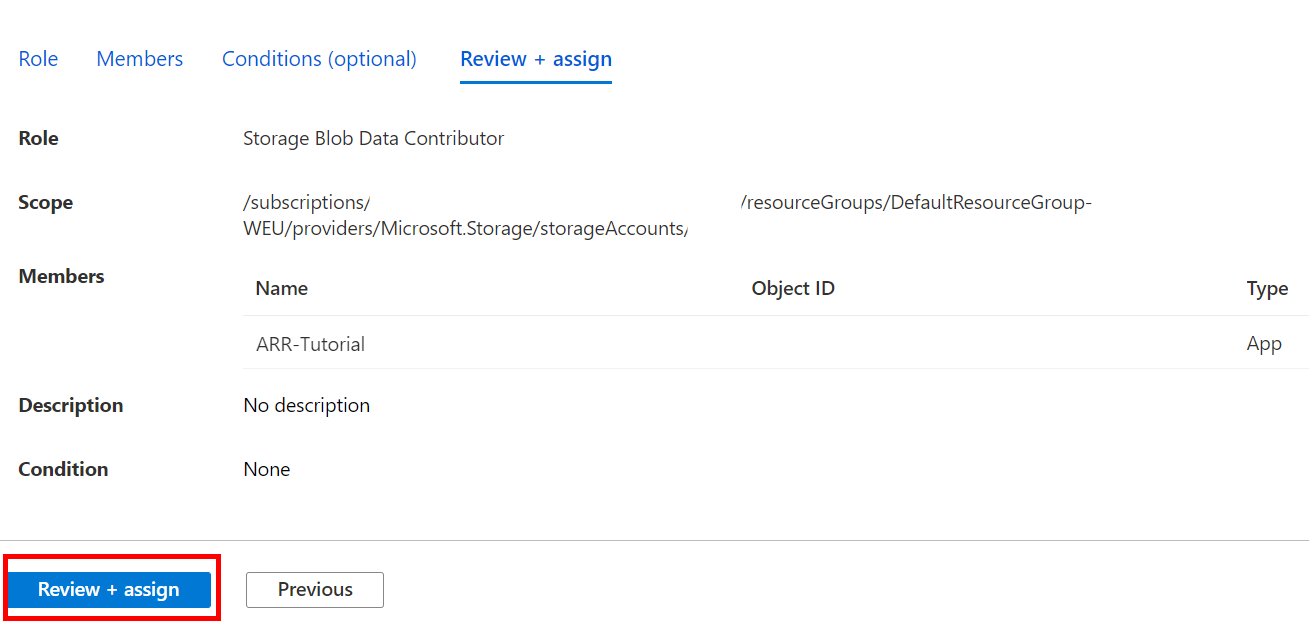 Role Members Conditions (optional) Review + assign
Role Storage Blob Data Contributor
Scope /subscriptions/ /resourceGroups/DefaultResourceGroup-
WEU/providers/Microsoft.Storage/storageAccounts/
Members Name Object ID Type
ARR-Tutorial App
Description No description
Condition None
Review + assign Previous